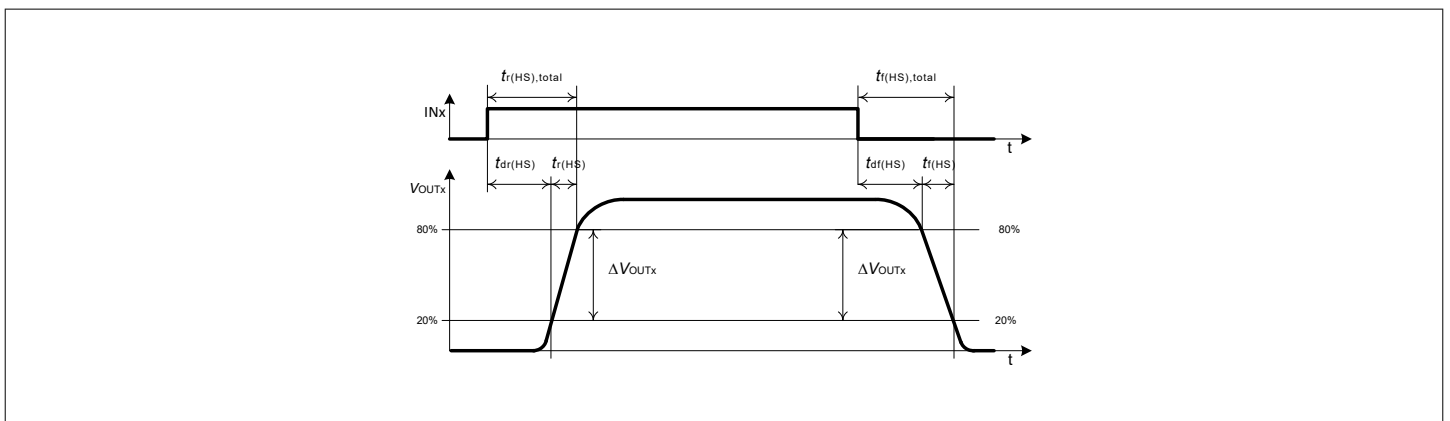 tr(HS),total
tf(HS),total
INx
t
tdr(HS)
tr(HS)
tdf(HS)
tf(HS)
VOUTx
80%
80%
ΔVOUTx
ΔVOUTx
20%
20%
t